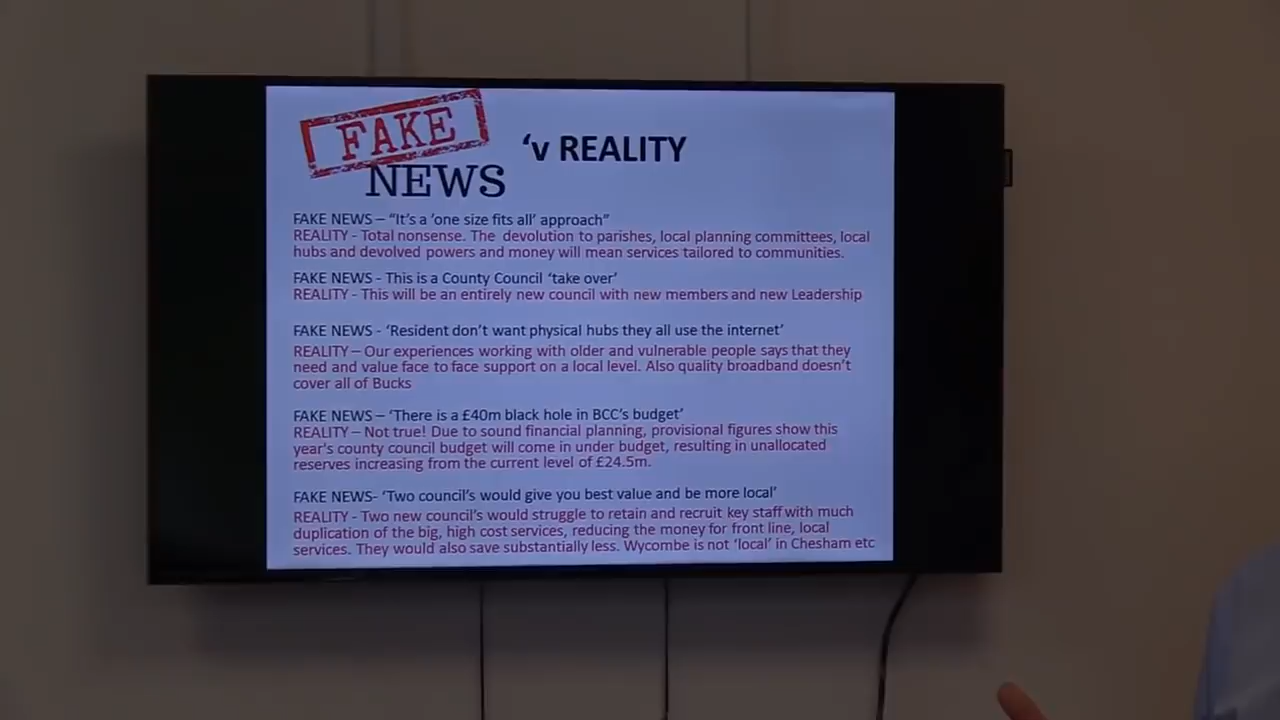 FAKE
NEWS
‘v REALITY
FAKE NEWS – “It’s a ‘one size fits all’ approach”
REALITY - Total nonsense. The devolution to parishes, local planning committees, local
hubs and devolved powers and money will mean services tailored to communities.
FAKE NEWS - This is a County Council ‘take over’
REALITY - This will be an entirely new council with new members and new Leadership
FAKE NEWS - ‘Resident don’t want physical hubs they all use the internet’
REALITY – Our experiences working with older and vulnerable people says that they
need and value face to face support on a local level. Also quality broadband doesn’t
cover all of Bucks
FAKE NEWS – ‘There is a £40m black hole in BCC’s budget’
REALITY – Not true! Due to sound financial planning, provisional figures show this
year's county council budget will come in under budget, resulting in unallocated
reserves increasing from the current level of £24.5m.
FAKE NEWS- ‘Two council’s would give you best value and be more local’
REALITY - Two new council’s would struggle to retain and recruit key staff with much
duplication of the big, high cost services, reducing the money for front line, local
services. They would also save substantially less. Wycombe is not ‘local’ in Chesham etc